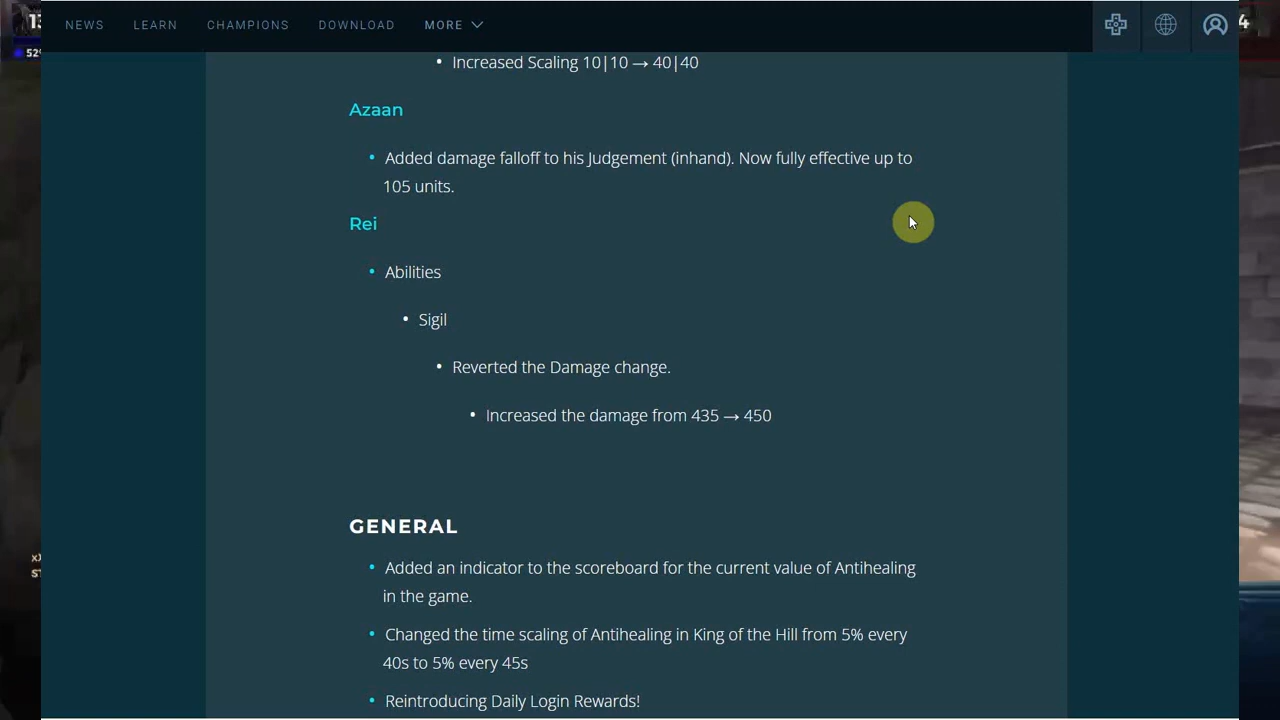 NEWS LEARN CHAMPIONS DOWNLOAD MORE
52%
4
• Increased Scaling 10|10 → 40|40
Azaan
• Added damage falloff to his Judgement (inhand). Now fully effective up to
105 units.
Rei
• Abilities
• Sigil
• Reverted the Damage change.
• Increased the damage from 435 → 450
GENERAL
• Added an indicator to the scoreboard for the current value of Antihealing
in the game.
• Changed the time scaling of Antihealing in King of the Hill from 5% every
40s to 5% every 45s
• Reintroducing Daily Login Rewards!